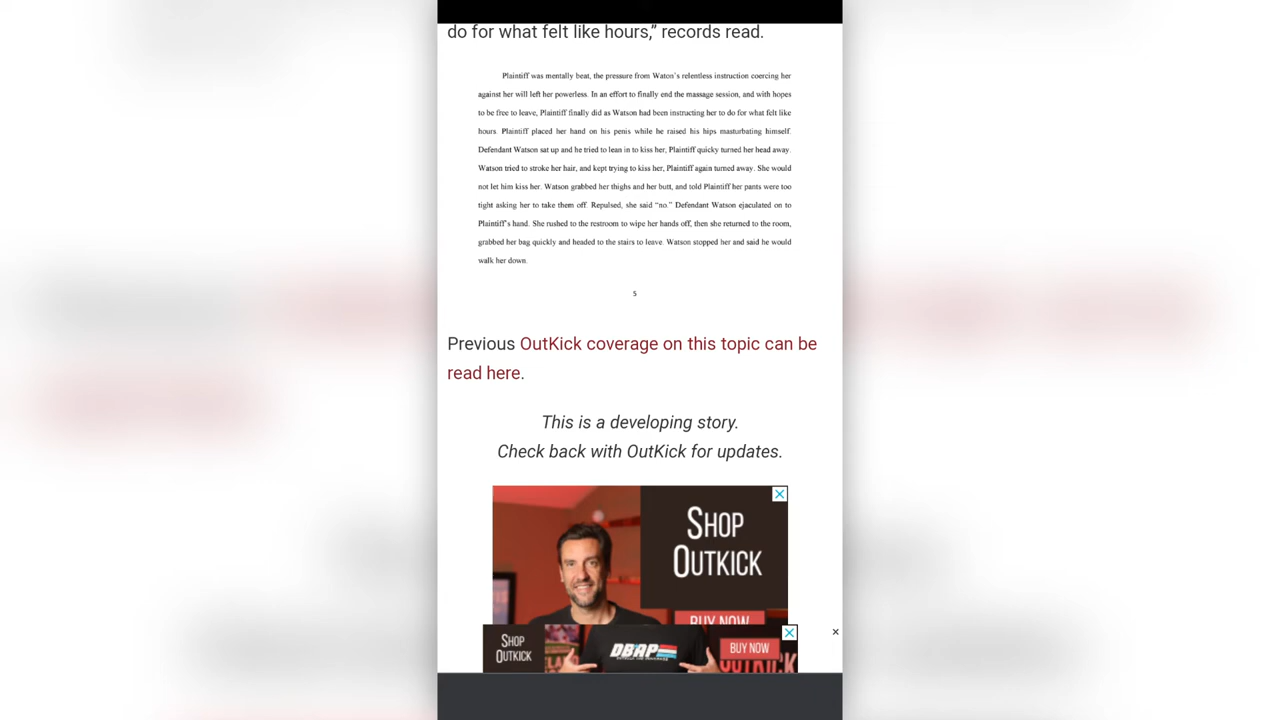 do for what felt like hours,” records read.
Plaintiff was mentally beat, the pressure from Waton's relentless instruction coercing her
against her will left her powerless. In an effort to finally end the massage session, and with hopes
to be free to leave, Plaintiff finally did as Watson had been instructing her to do for what felt like
hours. Plaintiff placed her hand on his penis while he raised his hips masturbating himself.
Defendant Watson sat up and he tried to lean in to kiss her, Plaintiff quicky turned her head away.
Watson tried to stroke her hair, and kept trying to kiss her, Plaintiff again turned away. She would
not let him kiss her. Watson grabbed her thighs and her butt, and told Plaintiff her pants were too
tight asking her to take them off. Repulsed, she said “no.” Defendant Watson ejaculated on to
Plaintiff's hand. She rushed to the restroom to wipe her hands off, then she returned to the room,
grabbed her bag quickly and headed to the stairs to leave. Watson stopped her and said he would
walk her down.
5
Previous OutKick coverage on this topic can be
read here.
This is a developing story.
Check back with OutKick for updates.
SHOP
OUTKICK
BUY NOW
SHOP
OUTKICK
DBAP
BUY NOW